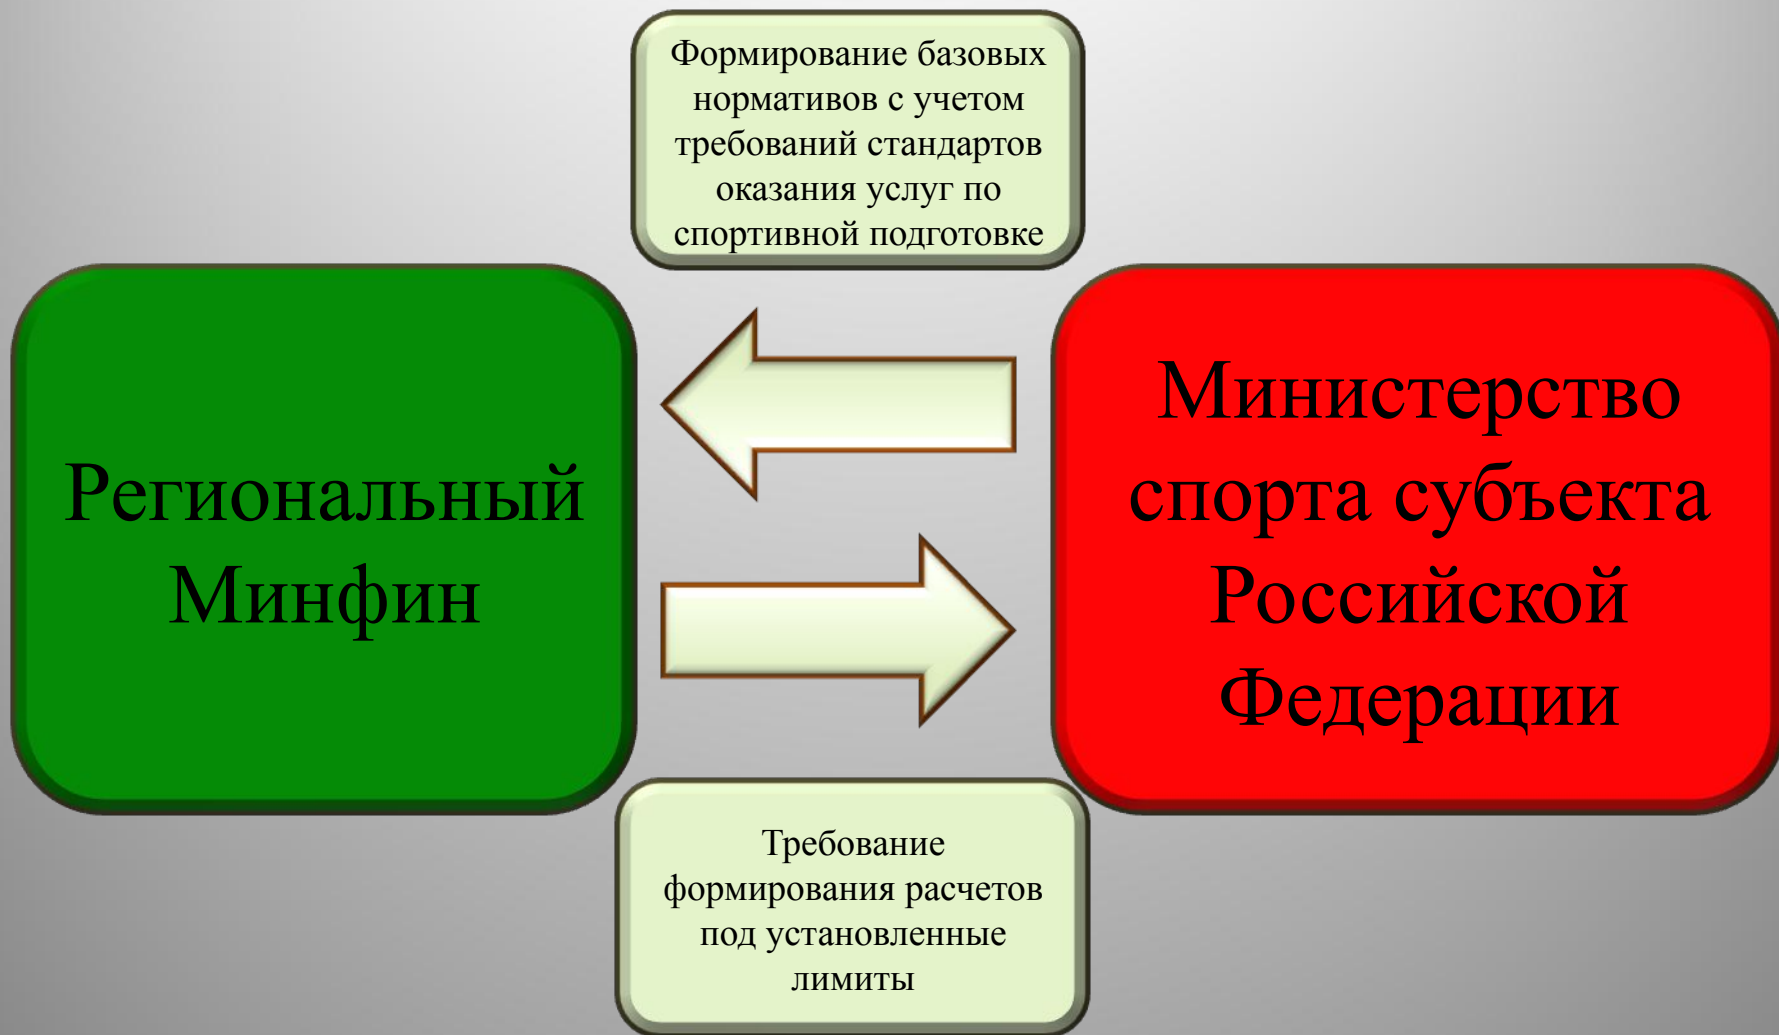 Формирование базовых
нормативов с учетом
требований стандартов
оказания услуг по
спортивной подготовке
Региональный
Минфин
Министерство
спорта субъекта
Российской
Федерации
Требование
формирования расчетов
под установленные
лимиты